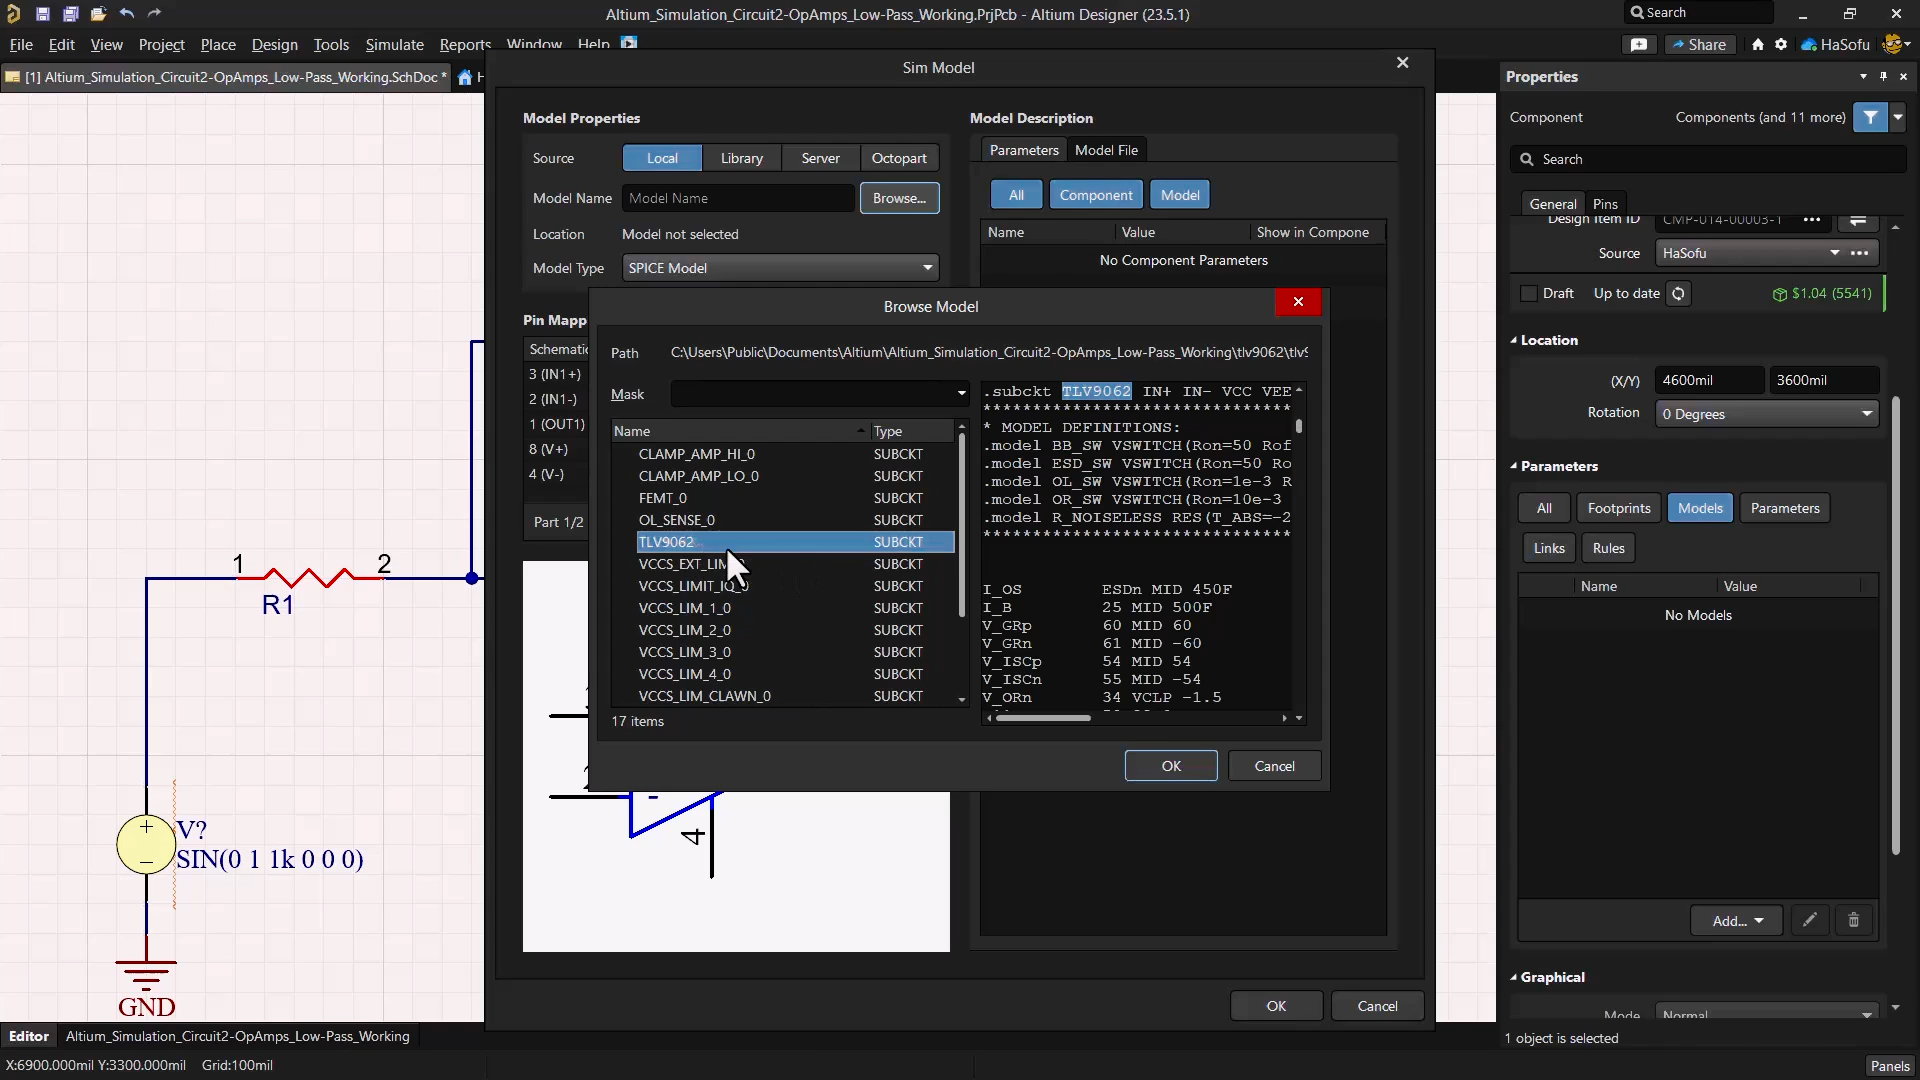 Altium_Simulation_Circuit2-OpAmps_Low-Pass_Working.PrjPcb - Altium Designer (23.5.1)
Search
File Edit View Project Place Design Tools Simulate Reports Window Help
Share
HaSofu
[1] Altium_Simulation_Circuit2-OpAmps_Low-Pass_Working.SchDoc *
H
Sim Model
Model Properties
Source Local Library Server Octopart
Model Name Model Name Browse...
Location Model not selected
Model Type SPICE Model
Pin Mapp
Schematic
3 (IN1+)
2 (IN1-)
1 (OUT1)
8 (V+)
4 (V-)
Part 1/2
Model Description
Parameters Model File
All Component Model
Name Value Show in Compone
No Component Parameters
Browse Model
Path C:\Users\Public\Documents\Altium\Altium_Simulation_Circuit2-OpAmps_Low-Pass_Working\tlv9062\tlv9
Mask
Name Type
CLAMP_AMP_HI_0 SUBCKT
CLAMP_AMP_LO_0 SUBCKT
FEMT_0 SUBCKT
OL_SENSE_0 SUBCKT
TLV9062 SUBCKT
VCCS_EXT_LIM SUBCKT
VCCS_LIMIT_IQ_0 SUBCKT
VCCS_LIM_1_0 SUBCKT
VCCS_LIM_2_0 SUBCKT
VCCS_LIM_3_0 SUBCKT
VCCS_LIM_4_0 SUBCKT
VCCS_LIM_CLAWN_0 SUBCKT
17 items
.subckt TLV9062 IN+ IN- VCC VEE
*******************************
* MODEL DEFINITIONS:
.model BB_SW VSWITCH(Ron=50 Rof
.model ESD_SW VSWITCH(Ron=50 Ro
.model OL_SW VSWITCH(Ron=1e-3 R
.model OR_SW VSWITCH(Ron=10e-3
.model R_NOISELESS RES(T_ABS=-2
*******************************
I_OS ESDn MID 450F
I_B 25 MID 500F
V_GRp 60 MID 60
V_GRn 61 MID -60
V_ISCp 54 MID 54
V_ISCn 55 MID -54
V_ORn 34 VCLP -1.5
OK Cancel
4
OK Cancel
1 2
R1
V?
SIN(0 1 1k 0 0 0)
GND
Properties
Component Components (and 11 more)
Search
General Pins
Design Item ID CMP-014-00003-1
Source HaSofu
Draft Up to date $1.04 (5541)
Location
(X/Y) 4600mil 3600mil
Rotation 0 Degrees
Parameters
All Footprints Models Parameters
Links Rules
Name Value
No Models
Add...
Graphical
Mode Normal
1 object is selected
Editor Altium_Simulation_Circuit2-OpAmps_Low-Pass_Working
X:6900.000mil Y:3300.000mil Grid:100mil
Panels